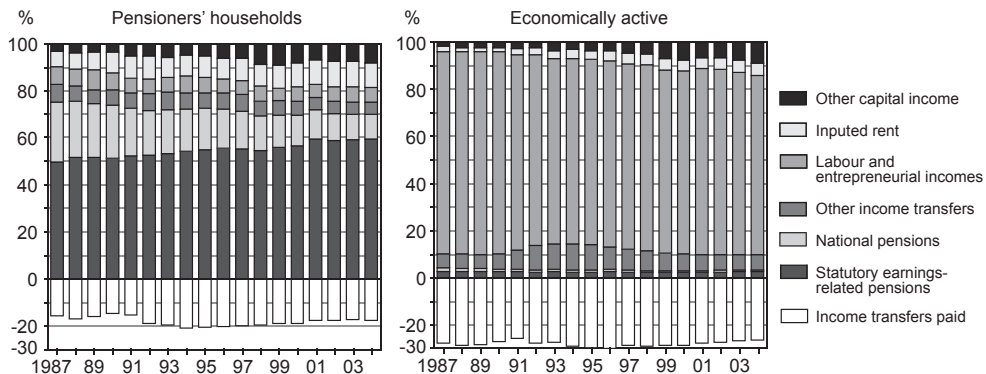 % Pensioners' households
100
80
60
40
20
0
-20
-30
1987 89 91 93 95 97 99 01 03
% Economically active
100
80
60
40
20
0
-20
-30
1987 89 91 93 95 97 99 01 03
Other capital income
Inputed rent
Labour and
entrepreneurial incomes
Other income transfers
National pensions
Statutory earnings-
related pensions
Income transfers paid